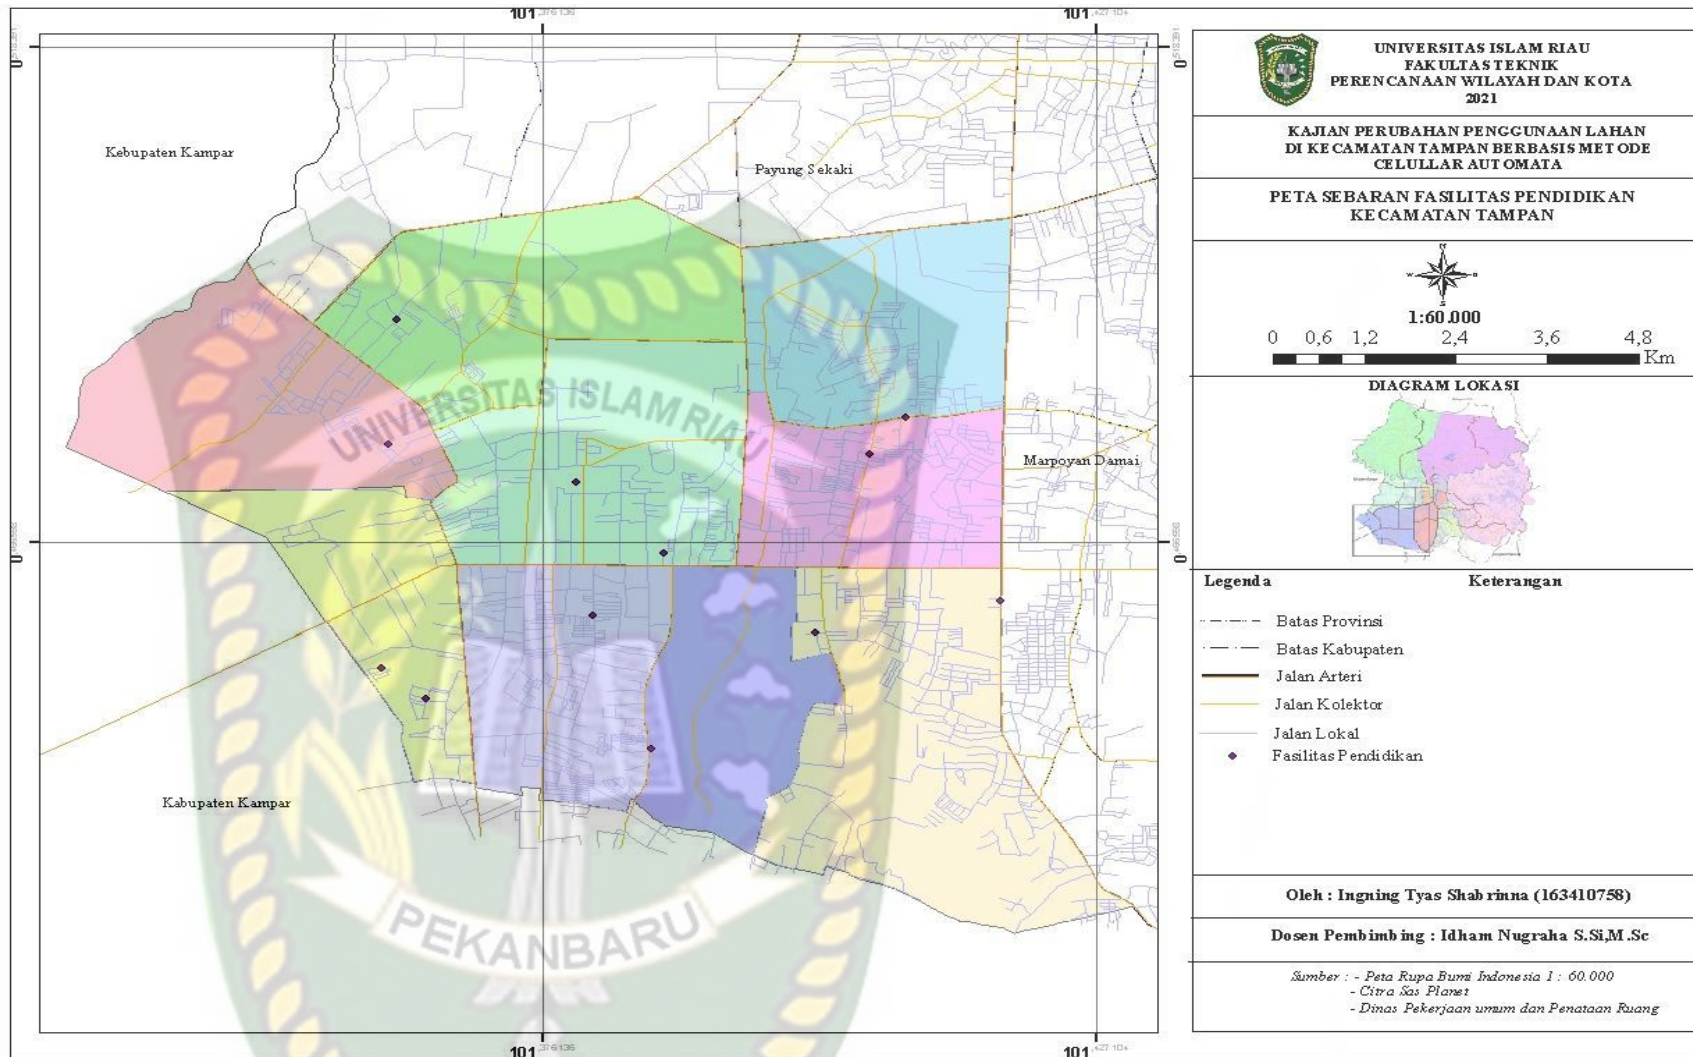 101,376136
101,427104
0
0
Kebupaten Kampar
Payung Sekaki
Marpoyan Damai
Kabupaten Kampar
UNIVERSITAS ISLAM RIAU
PEKANBARU
0
0
101,376136
101,427104
UNIVERSITAS ISLAM RIAU
FAKULTAS TEKNIK
PERENCANAAN WILAYAH DAN KOTA
2021
KAJIAN PERUBAHAN PENGGUNAAN LAHAN
DI KECAMATAN TAMPAN BERBASIS METODE
CELULLAR AUTOMATA
PETA SEBARAN FASILITAS PENDIDIKAN
KECAMATAN TAMPAN
N
W
S
1:60.000
0 0,6 1,2 2,4 3,6 4,8
Km
DIAGRAM LOKASI
Legenda Keterangan
Batas Provinsi
Batas Kabupaten
Jalan Arteri
Jalan Kolektor
Jalan Lokal
Fasilitas Pendidikan
Oleh : Ingning Tyas Shabrinna (163410758)
Dosen Pembimbing : Idham Nugraha S.Si,M.Sc
Sumber : - Peta Rupa Bumi Indonesia 1 : 60.000
- Citra Sas Planet
- Dinas Pekerjaan umum dan Penataan Ruang